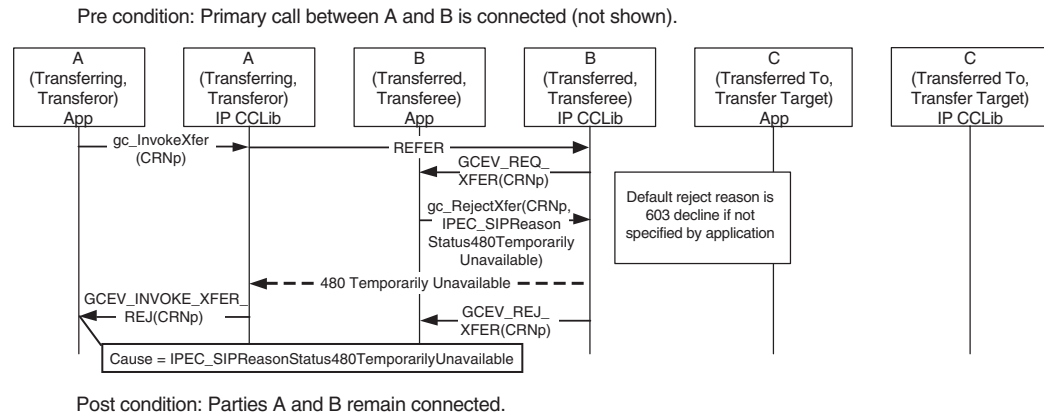 Pre condition: Primary call between A and B is connected (not shown).
A
(Transferring,
Transferor)
App
A
(Transferring,
Transferor)
IP CCLib
B
(Transferred,
Transferee)
App
B
(Transferred,
Transferee)
IP CCLib
C
(Transferred To,
Transfer Target)
App
C
(Transferred To,
Transfer Target)
IP CCLib
gc_InvokeXfer
(CRNp)
REFER
GCEV_REQ_
XFER(CRNp)
gc_RejectXfer(CRNp,
IPEC_SIPReason
Status480Temporarily
Unavailable)
Default reject reason is
603 decline if not
specified by application
480 Temporarily Unavailable
GCEV_INVOKE_XFER_
REJ(CRNp)
GCEV_REJ_
XFER(CRNp)
Cause = IPEC_SIPReasonStatus480TemporarilyUnavailable
Post condition: Parties A and B remain connected.